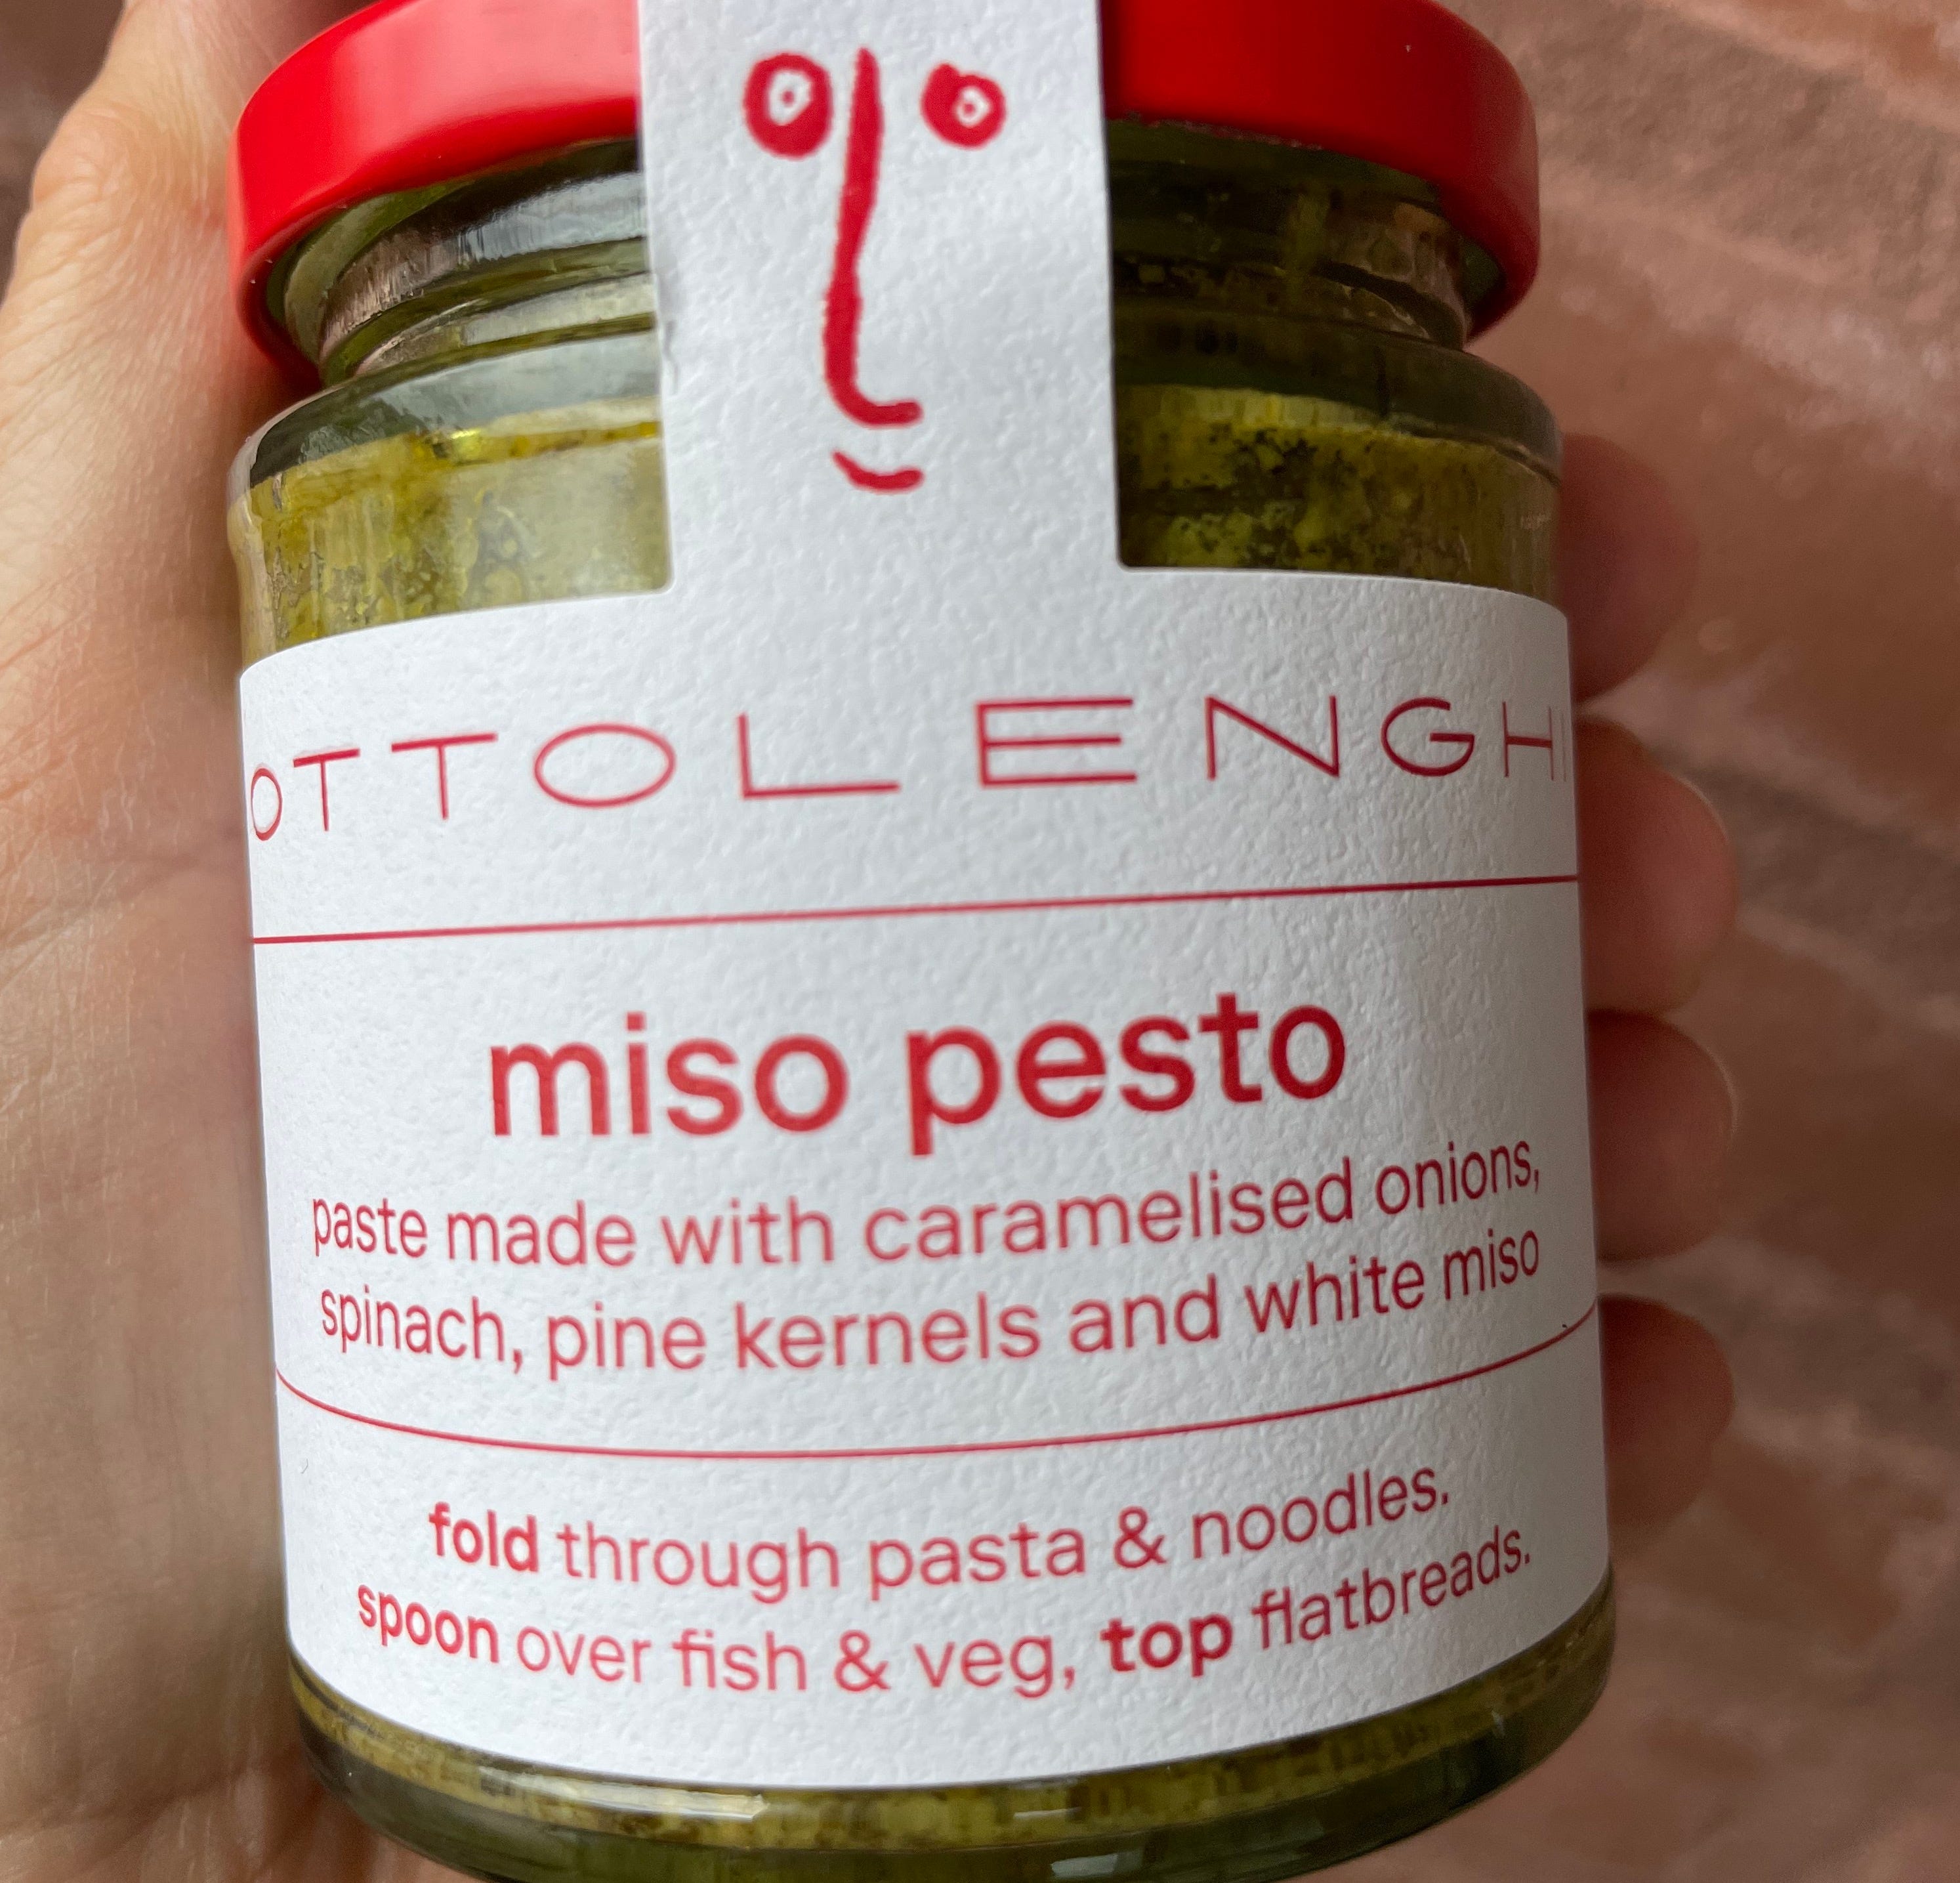 OTTOLENGHI
miso pesto
paste made with caramelised onions,
spinach, pine kernels and white miso
fold through pasta & noodles.
spoon over fish & veg, top flatbreads.